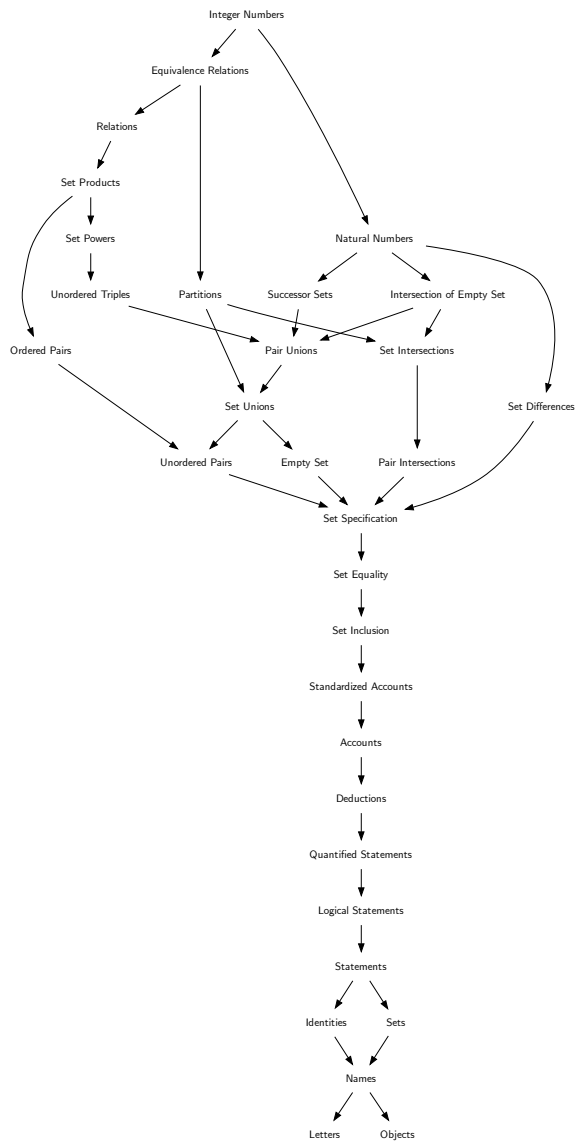 Integer Numbers
Equivalence Relations
Relations
Set Products
Set Powers
Natural Numbers
Unordered Triples
Partitions
Successor Sets
Intersection of Empty Set
Ordered Pairs
Pair Unions
Set Intersections
Set Unions
Set Differences
Unordered Pairs
Empty Set
Pair Intersections
Set Specification
Set Equality
Set Inclusion
Standardized Accounts
Accounts
Deductions
Quantified Statements
Logical Statements
Statements
Identities
Sets
Names
Letters
Objects